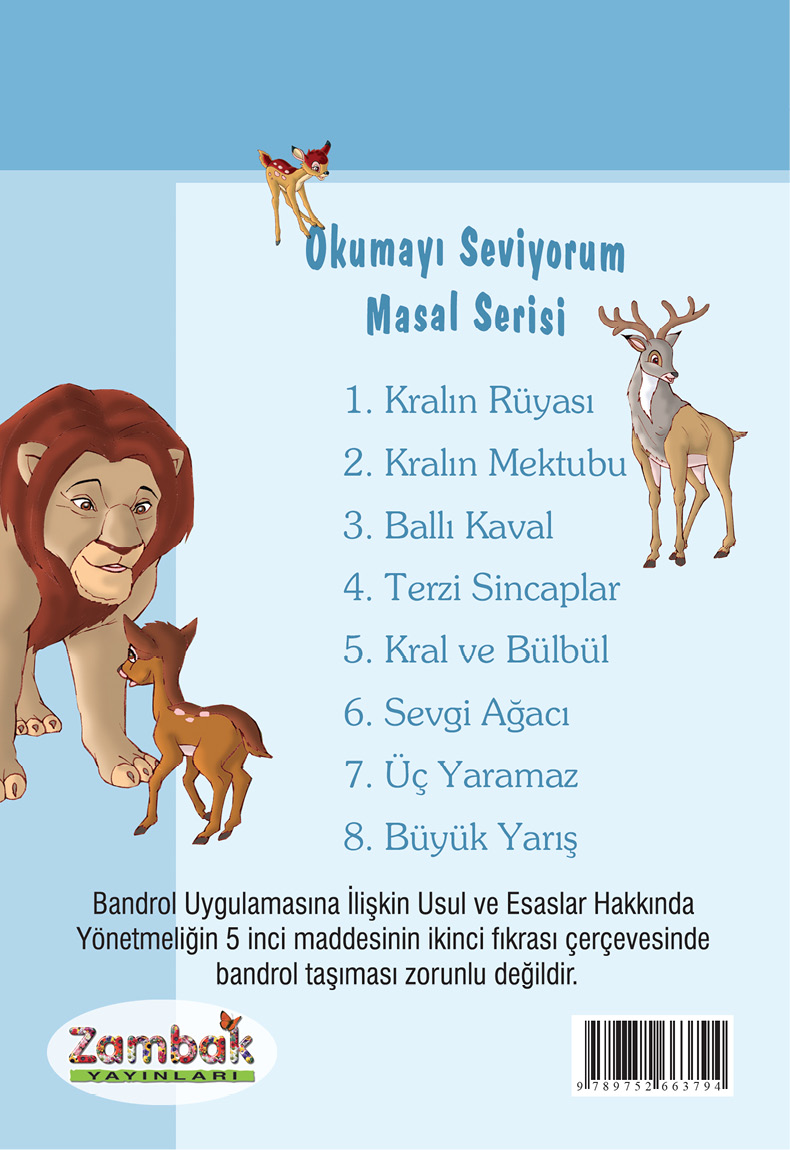 Okumayı Seviyorum
Masal Serisi
1. Kralın Rüyası
2. Kralın Mektubu
3. Ballı Kaval
4. Terzi Sincaplar
5. Kral ve Bülbül
6. Sevgi Ağacı
7. Üç Yaramaz
8. Büyük Yarış
Bandrol Uygulamasına İlişkin Usul ve Esaslar Hakkında
Yönetmeliğin 5 inci maddesinin ikinci fıkrası çerçevesinde
bandrol taşıması zorunlu değildir.
Zambak
YAYINLARI
9 789752 663794